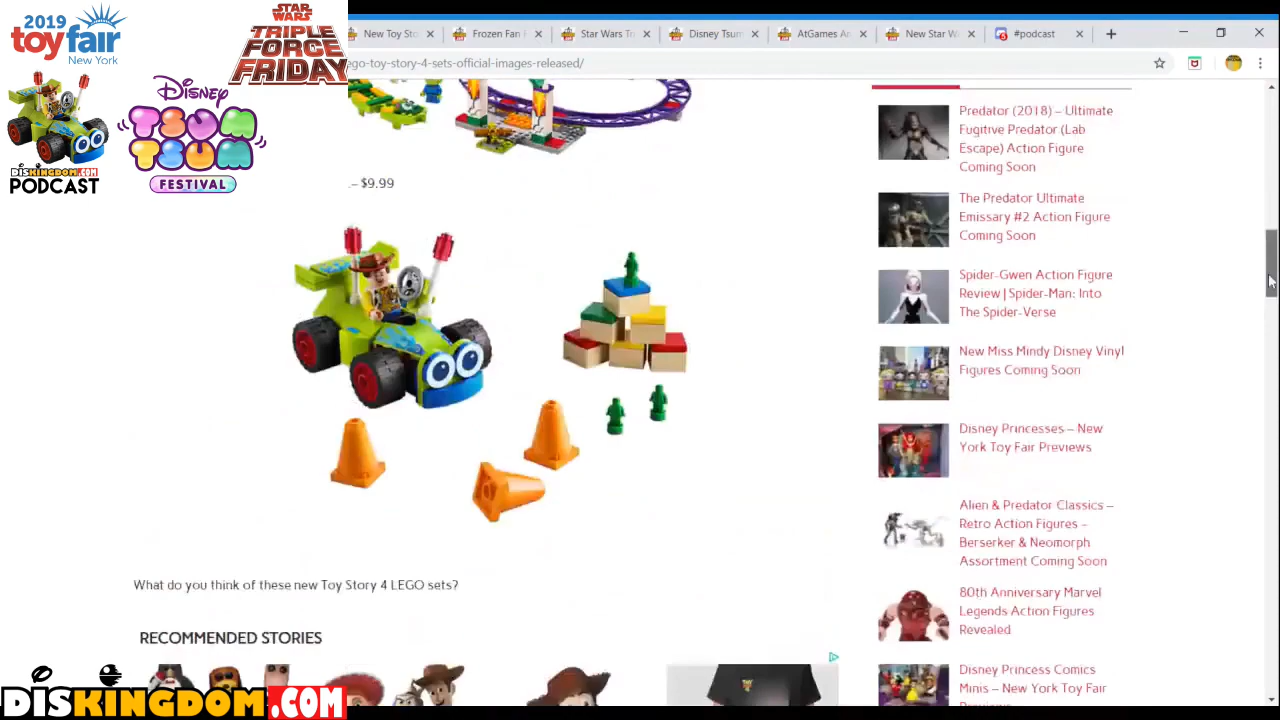 2019
toyfair
New York
STAR WARS
TRIPLE
FORCE
FRIDAY
DISKINGDOM.COM
PODCAST
Disney
TSUM
TSUM
FESTIVAL
New Toy Sto
Frozen Fan F
Star Wars Tri
Disney Tsum
AtGames An
New Star W
#podcast
ego-toy-story-4-sets-official-images-released/
– $9.99
What do you think of these new Toy Story 4 LEGO sets?
RECOMMENDED STORIES
Predator (2018) – Ultimate
Fugitive Predator (Lab
Escape) Action Figure
Coming Soon
The Predator Ultimate
Emissary #2 Action Figure
Coming Soon
Spider-Gwen Action Figure
Review | Spider-Man: Into
The Spider-Verse
New Miss Mindy Disney Vinyl
Figures Coming Soon
Disney Princesses – New
York Toy Fair Previews
Alien & Predator Classics –
Retro Action Figures –
Berserker & Neomorph
Assortment Coming Soon
80th Anniversary Marvel
Legends Action Figures
Revealed
Disney Princess Comics
Minis – New York Toy Fair
DISKINGDOM.COM